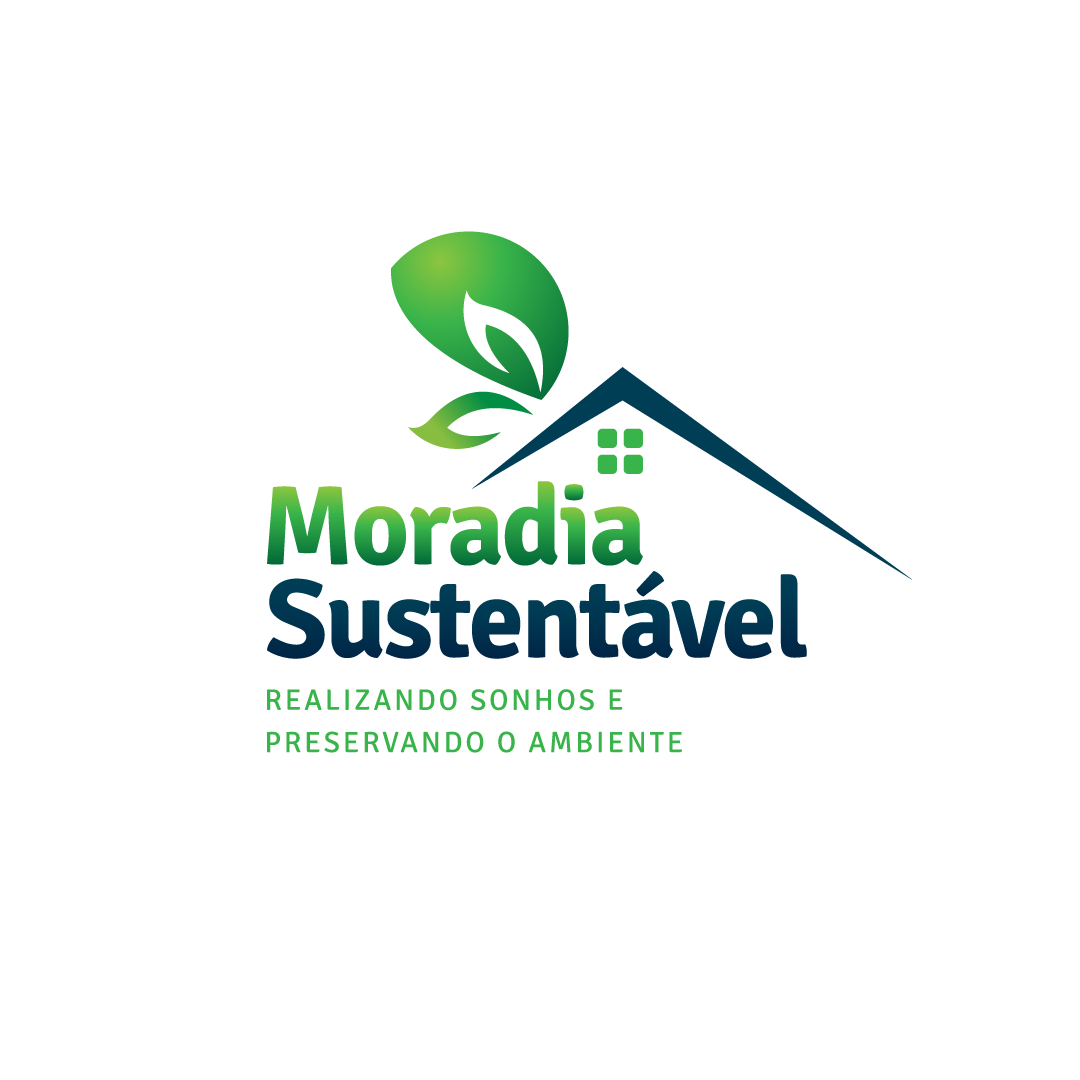 Moradia
Sustentável
REALIZANDO SONHOS E
PRESERVANDO O AMBIENTE